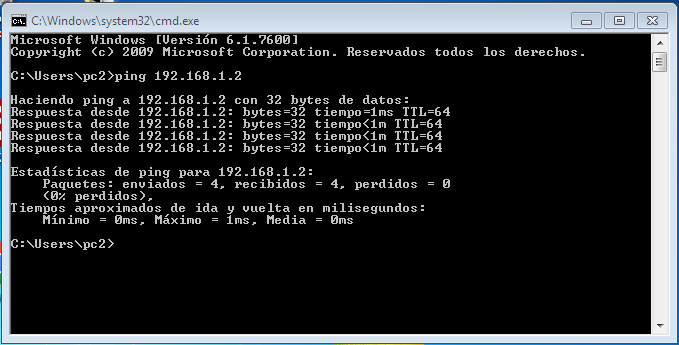 C:\Windows\system32\cmd.exe
Microsoft Windows [Versión 6.1.7600]
Copyright (c) 2009 Microsoft Corporation. Reservados todos los derechos.
C:\Users\pc2>ping 192.168.1.2
Haciendo ping a 192.168.1.2 con 32 bytes de datos:
Respuesta desde 192.168.1.2: bytes=32 tiempo=1ms TTL=64
Respuesta desde 192.168.1.2: bytes=32 tiempo<1m TTL=64
Respuesta desde 192.168.1.2: bytes=32 tiempo<1m TTL=64
Respuesta desde 192.168.1.2: bytes=32 tiempo<1m TTL=64
Estadísticas de ping para 192.168.1.2:
Paquetes: enviados = 4, recibidos = 4, perdidos = 0
(0% perdidos),
Tiempos aproximados de ida y vuelta en milisegundos:
Mínimo = 0ms, Máximo = 1ms, Media = 0ms
C:\Users\pc2>